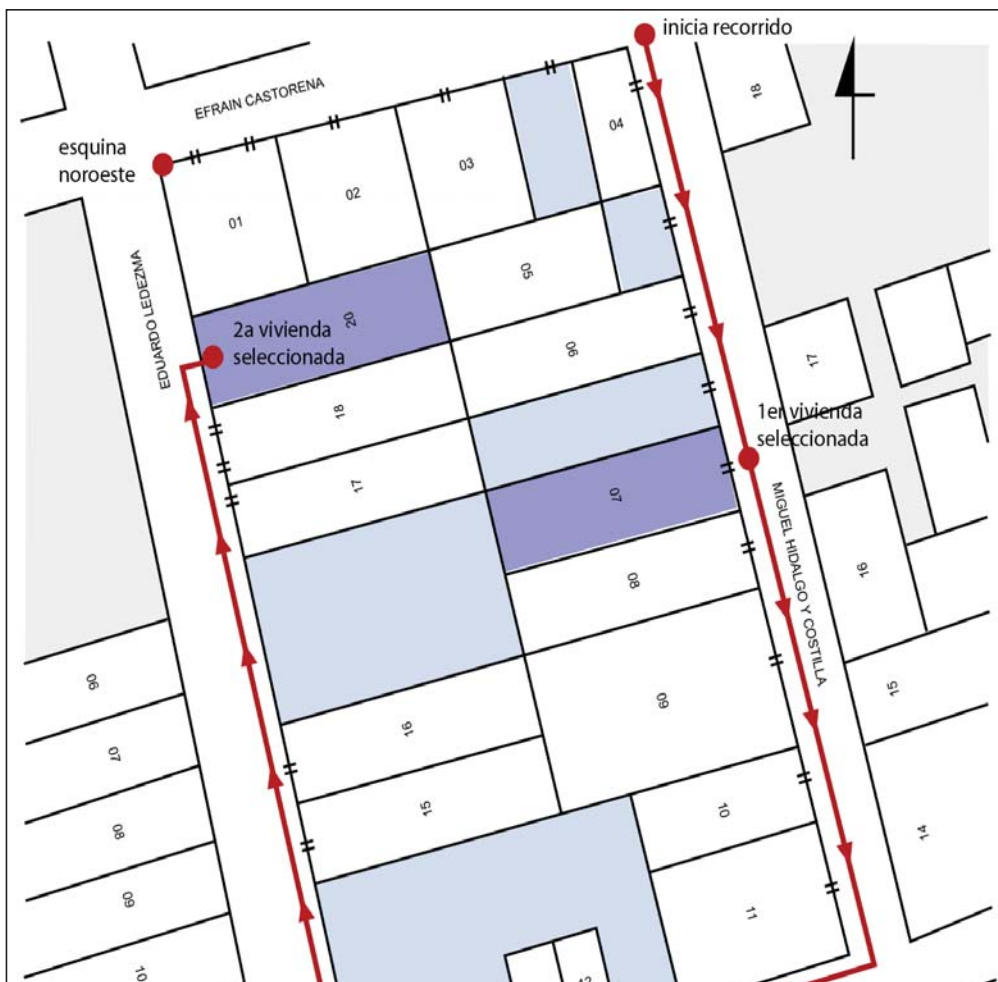 inicia recorrido
EFRAIN CASTORENA
18
esquina
noroeste
04
03
02
01
EDUARDO LEDEZMA
05
20
2a vivienda
seleccionada
06
17
18
1er vivienda
seleccionada
17
07
MIGUEL HIDALGO Y COSTILLA
08
16
06
09
15
16
07
15
10
08
14
09
11
10